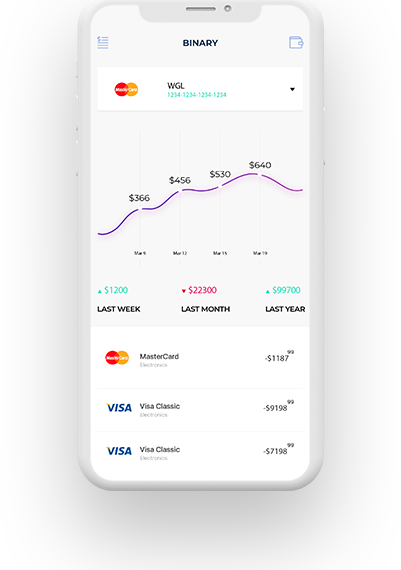 BINARY
MasterCard WGL
1234-1234-1234-1234
$640
$530
$456
$366
Mar 9 Mar 12 Mar 15 Mar 19
$1200 $22300 $99700
LAST WEEK LAST MONTH LAST YEAR
MasterCard MasterCard -$1187 99
Electronics
VISA Visa Classic -$9198 99
Electronics
VISA Visa Classic -$7198 99
Electronics